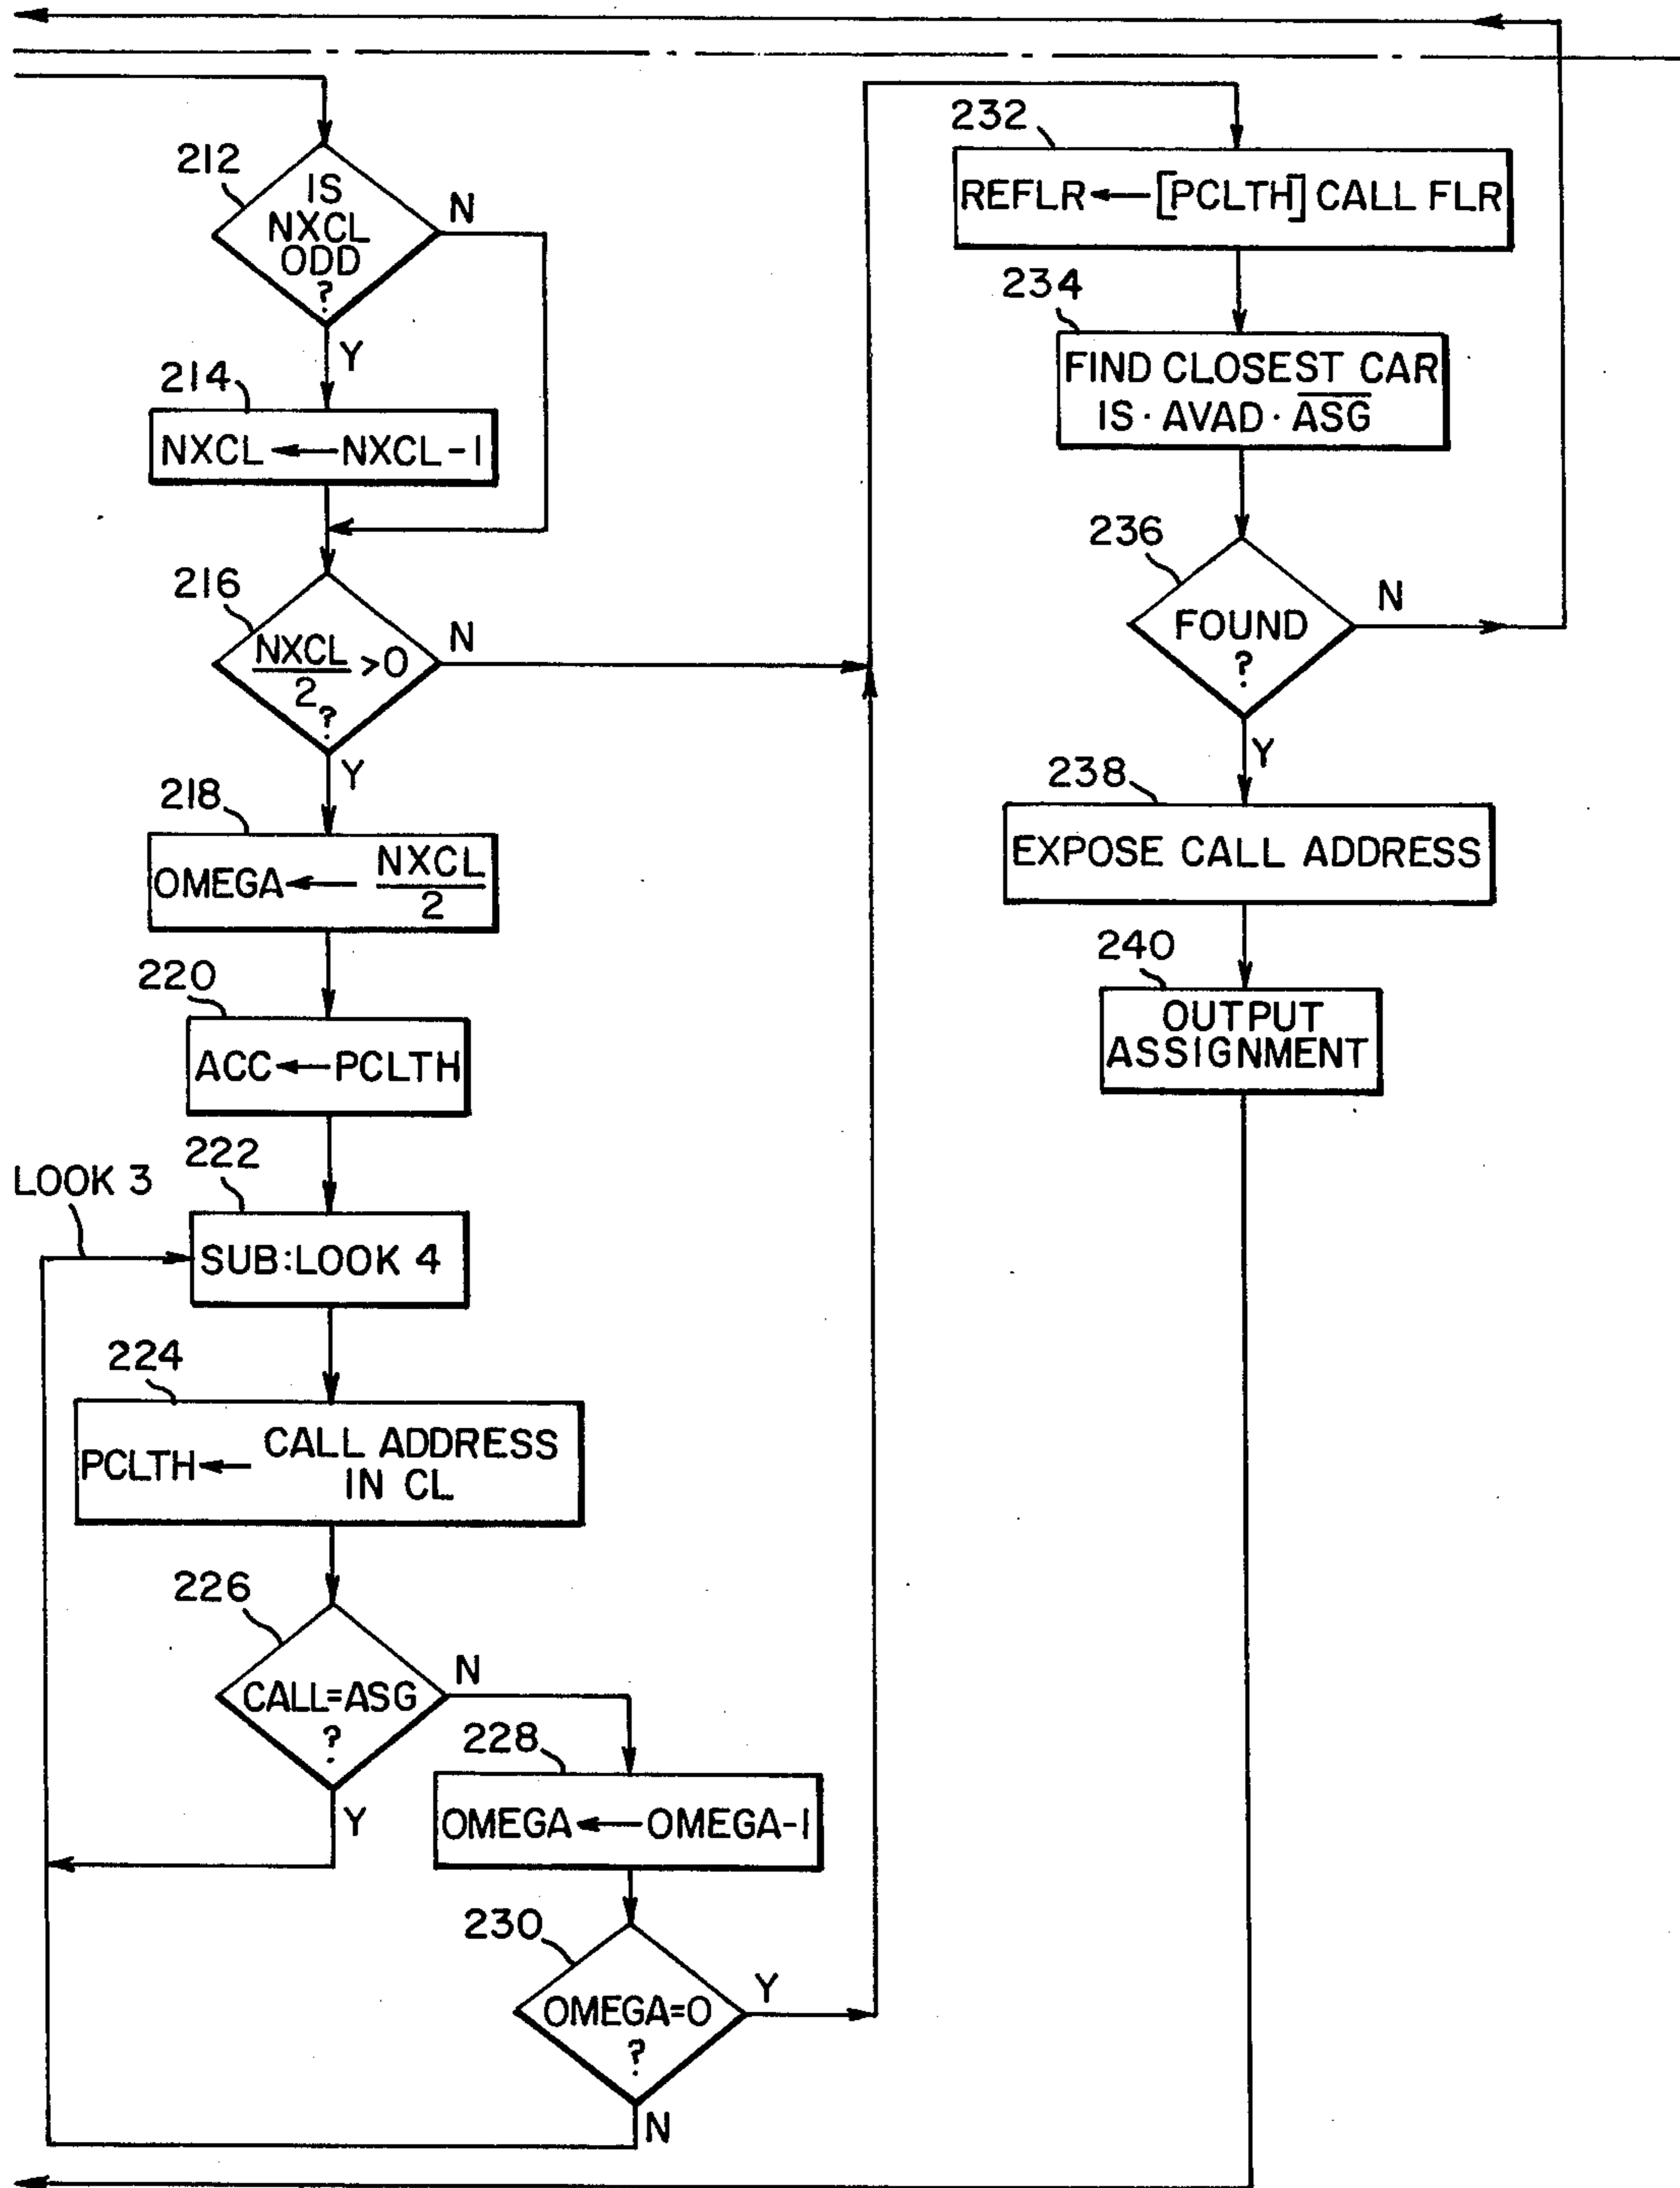 212
IS
NXCL
ODD
?
N
Y
214
NXCL ← NXCL-1
216
NXCL
2
>0
?
N
Y
218
OMEGA ← NXCL
2
220
ACC ← PCLTH
LOOK 3
222
SUB:LOOK 4
224
PCLTH ← CALL ADDRESS
IN CL
226
CALL=ASG
?
N
Y
228
OMEGA ← OMEGA-1
230
OMEGA=0
?
Y
N
232
REFLR ← [PCLTH] CALL FLR
234
FIND CLOSEST CAR
IS · AVAD · A̅S̅G̅
236
FOUND
?
N
Y
238
EXPOSE CALL ADDRESS
240
OUTPUT
ASSIGNMENT